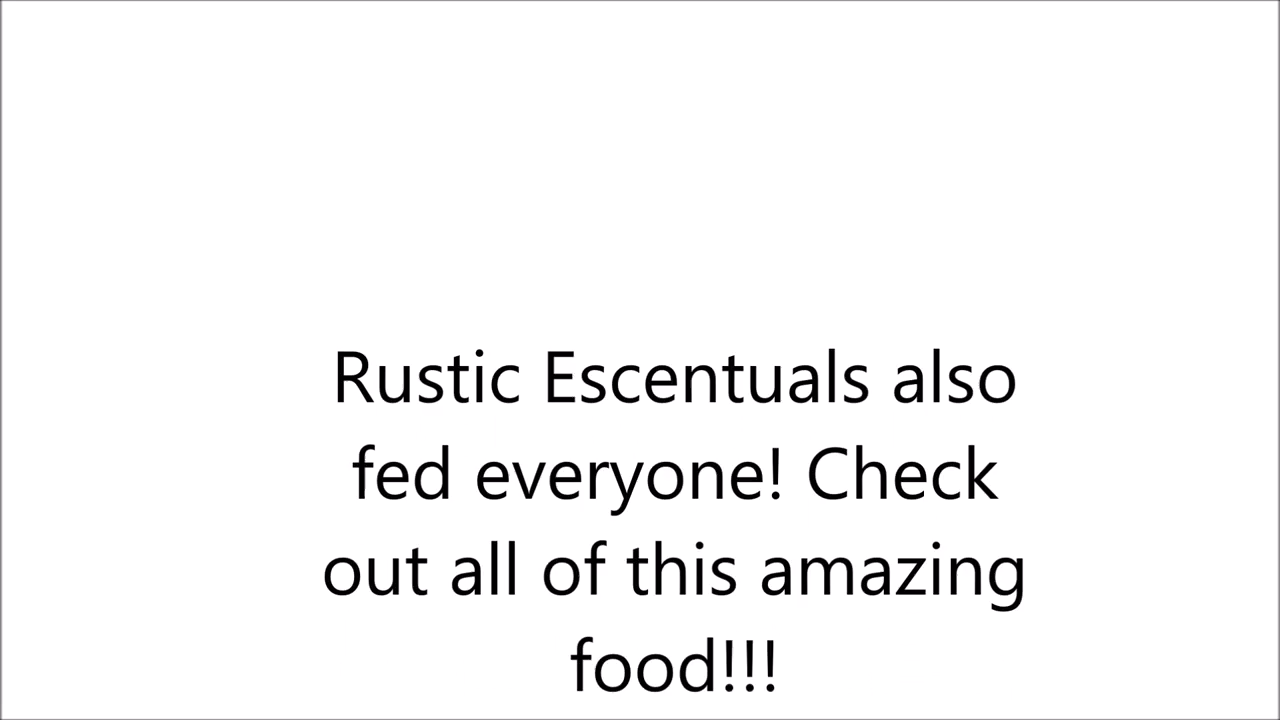 Rustic Escentuals also
fed everyone! Check
out all of this amazing
food!!!